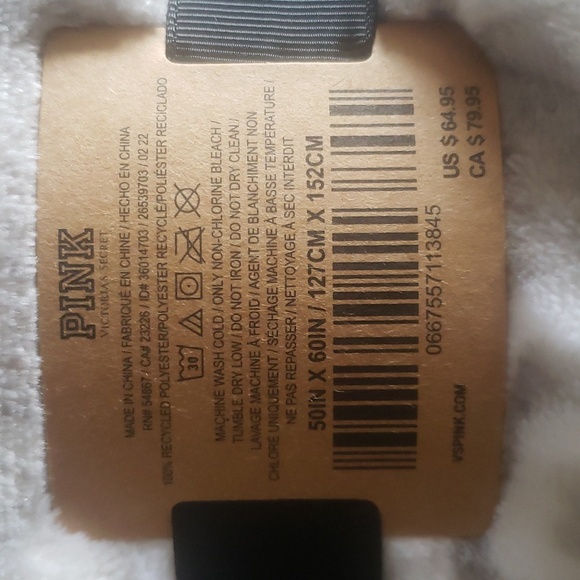 PINK
VICTORIA'S SECRET
MADE IN CHINA / FABRIQUÉ EN CHINE / HECHO EN CHINA
RN# 54867 / CA# 23226 / ID# 36014703 / 26539703 / 02 22
100% RECYCLED POLYESTER/POLYESTER RECYCLÉ/POLIÉSTER RECICLADO
30
MACHINE WASH COLD / ONLY NON-CHLORINE BLEACH /
TUMBLE DRY LOW / DO NOT IRON / DO NOT DRY CLEAN /
LAVAGE MACHINE À FROID / AGENT DE BLANCHIMENT NON
CHLORÉ UNIQUEMENT / SÉCHAGE MACHINE À BASSE TEMPÉRATURE /
NE PAS REPASSER / NETTOYAGE À SEC INTERDIT
50IN X 60IN / 127CM X 152CM
0667557113845
US $ 64.95
CA $ 79.95
VSPINK.COM